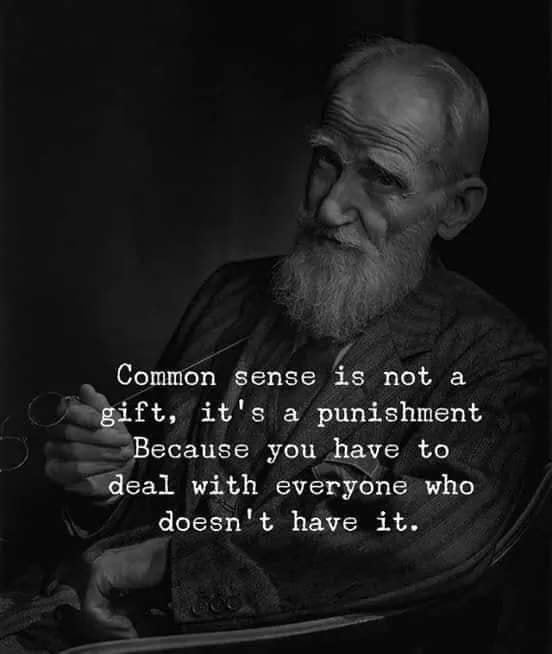 Common sense is not a
gift, it's a punishment
Because you have to
deal with everyone who
doesn't have it.